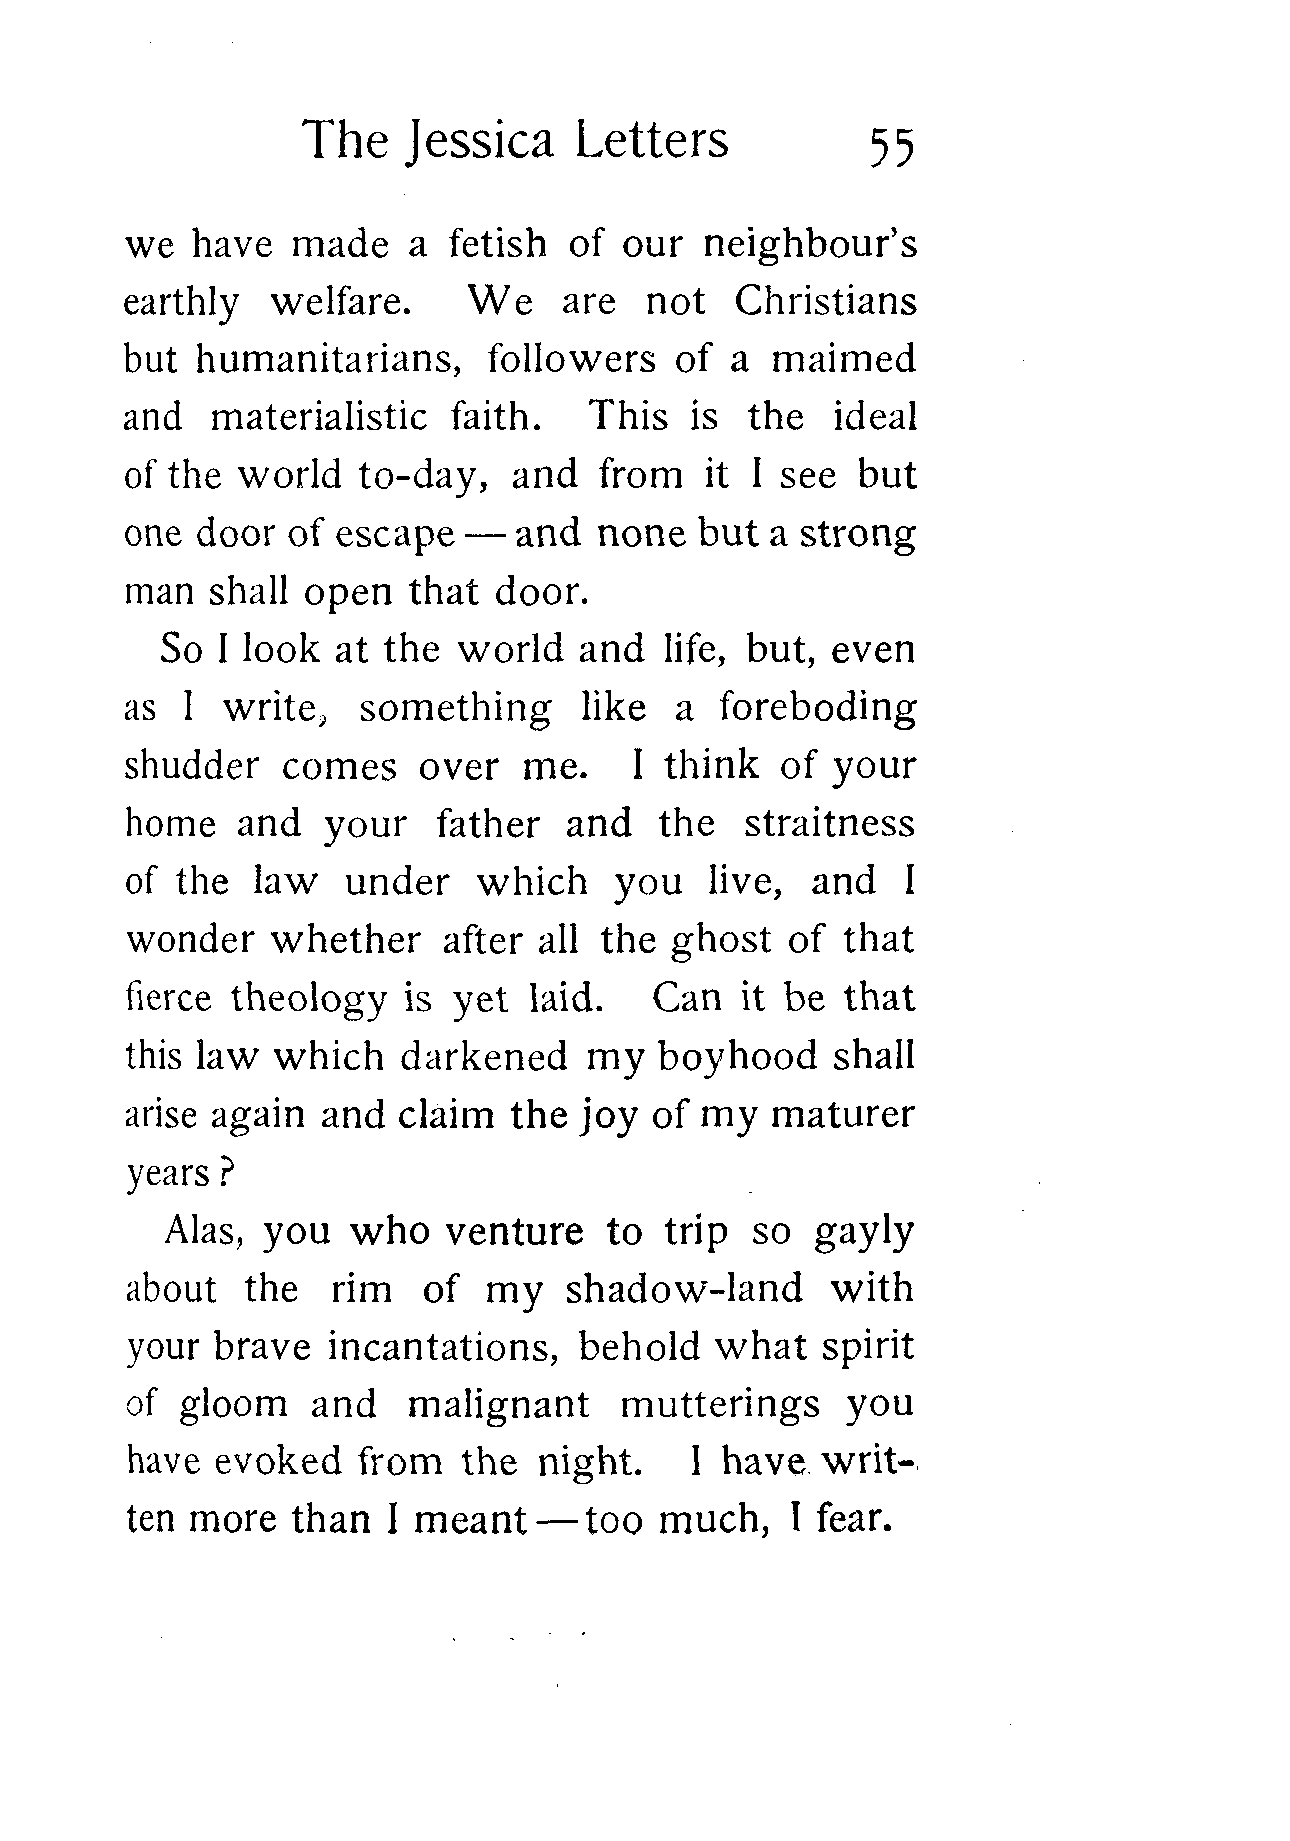 The Jessica Letters 55
we have made a fetish of our neighbour's
earthly welfare. We are not Christians
but humanitarians, followers of a maimed
and materialistic faith. This is the ideal
of the world to-day, and from it I see but
one door of escape — and none but a strong
man shall open that door.
So I look at the world and life, but, even
as I write, something like a foreboding
shudder comes over me. I think of your
home and your father and the straitness
of the law under which you live, and I
wonder whether after all the ghost of that
fierce theology is yet laid. Can it be that
this law which darkened my boyhood shall
arise again and claim the joy of my maturer
years ?
Alas, you who venture to trip so gayly
about the rim of my shadow-land with
your brave incantations, behold what spirit
of gloom and malignant mutterings you
have evoked from the night. I have writ-
ten more than I meant — too much, I fear.